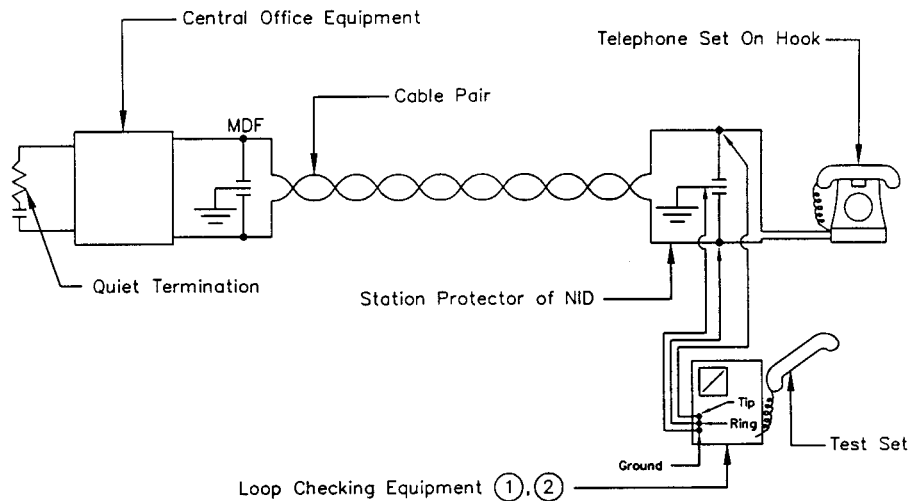 Central Office Equipment
Telephone Set On Hook
Cable Pair
MDF
Quiet Termination
Station Protector of NID
Tip
Ring
Test Set
Ground
Loop Checking Equipment ①,②